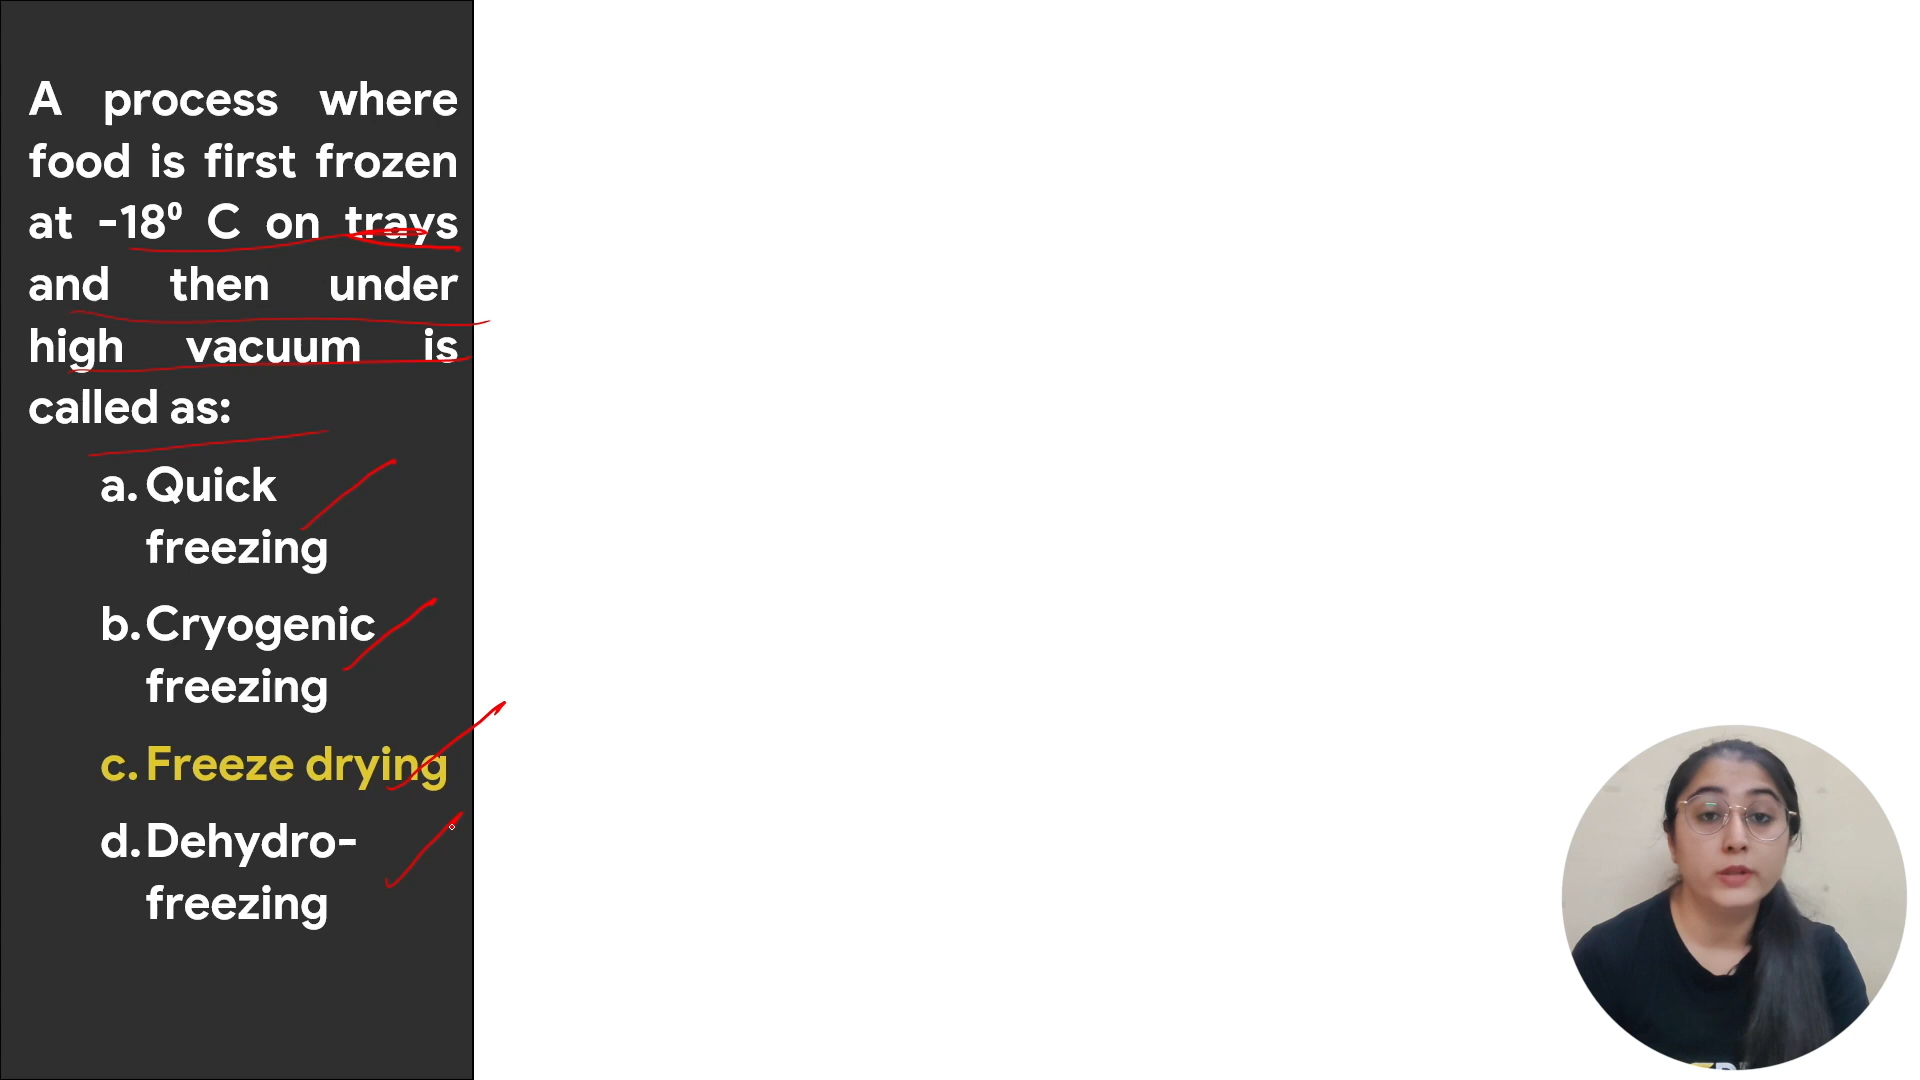 A process where
food is first frozen
at -18⁰ C on trays
and then under
high vacuum is
called as:
a. Quick
freezing
b. Cryogenic
freezing
c. Freeze drying
d. Dehydro-
freezing